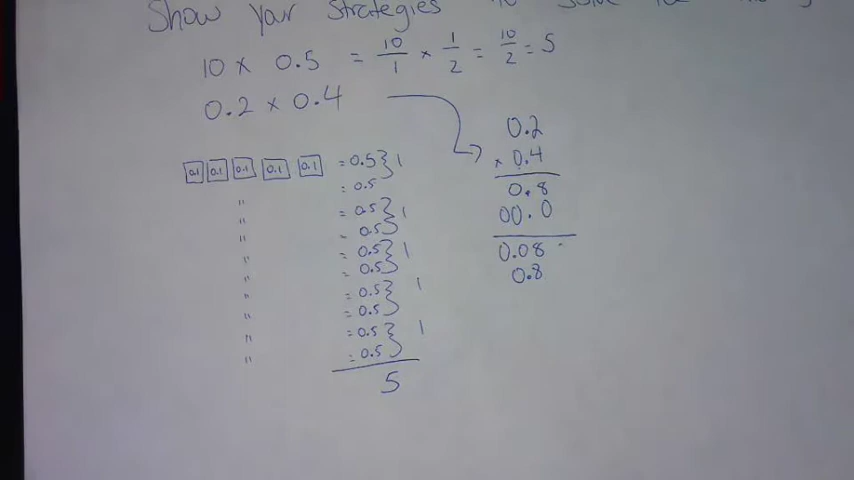 Show Your Strategies to solve
10 x 0.5 = 10/1 x 1/2 = 10/2 = 5
0.2 x 0.4
0.1 0.1 0.1 0.1 0.1 = 0.5 } 1
" = 0.5
" = 0.5 } 1
" = 0.5
" = 0.5 } 1
" = 0.5
" = 0.5 } 1
" = 0.5
" = 0.5 } 1
" = 0.5
5
0.2
x 0.4
0.8
00.0
0.08
0.8